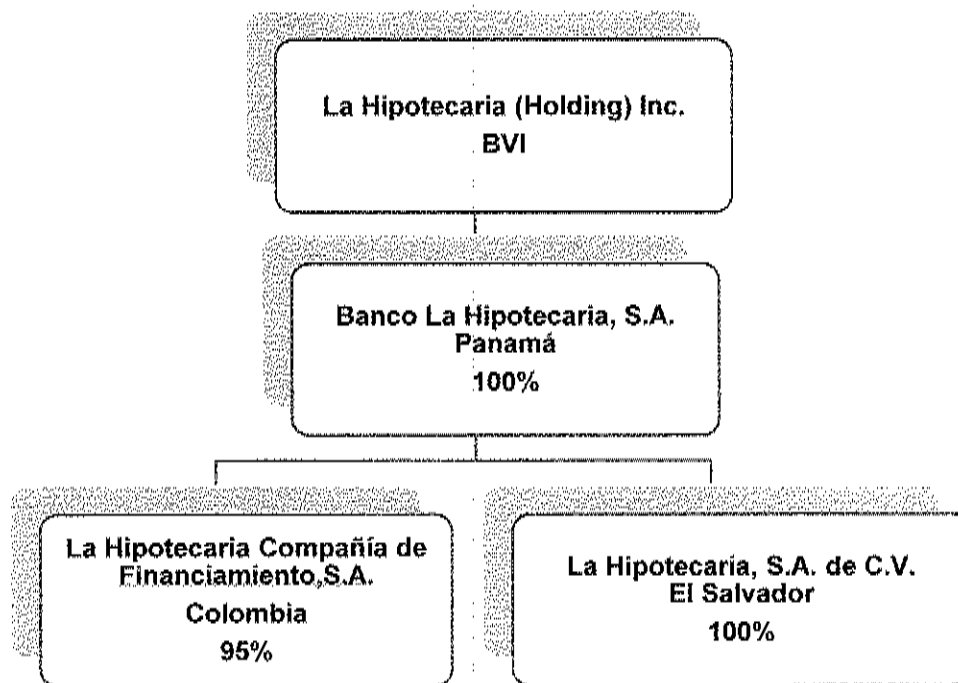 La Hipotecaria (Holding) Inc.
BVI
Banco La Hipotecaria, S.A.
Panamá
100%
La Hipotecaria Compañía de
Financiamiento,S.A.
Colombia
95%
La Hipotecaria, S.A. de C.V.
El Salvador
100%